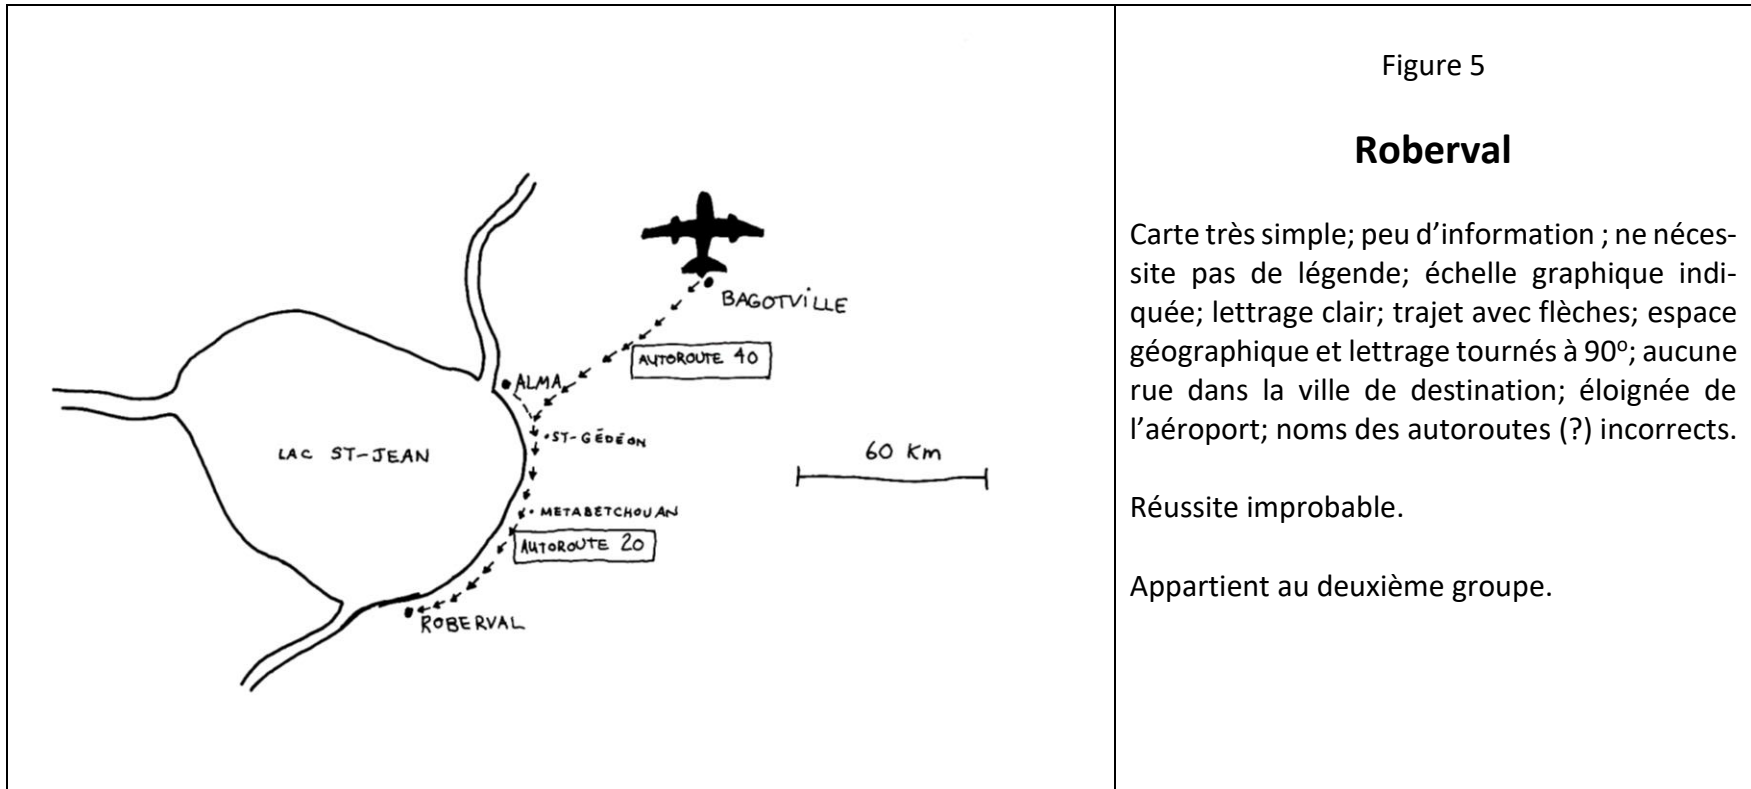 BAGOTViLLE
AUTOROUTE 40
ALMA
ST-GÉDÉON
LAC ST-JEAN
60 Km
METABETCHOUAN
AUTOROUTE 20
ROBERVAL
Figure 5
Roberval
Carte très simple; peu d’information ; ne néces-
site pas de légende; échelle graphique indi-
quée; lettrage clair; trajet avec flèches; espace
géographique et lettrage tournés à 90º; aucune
rue dans la ville de destination; éloignée de
l’aéroport; noms des autoroutes (?) incorrects.
Réussite improbable.
Appartient au deuxième groupe.